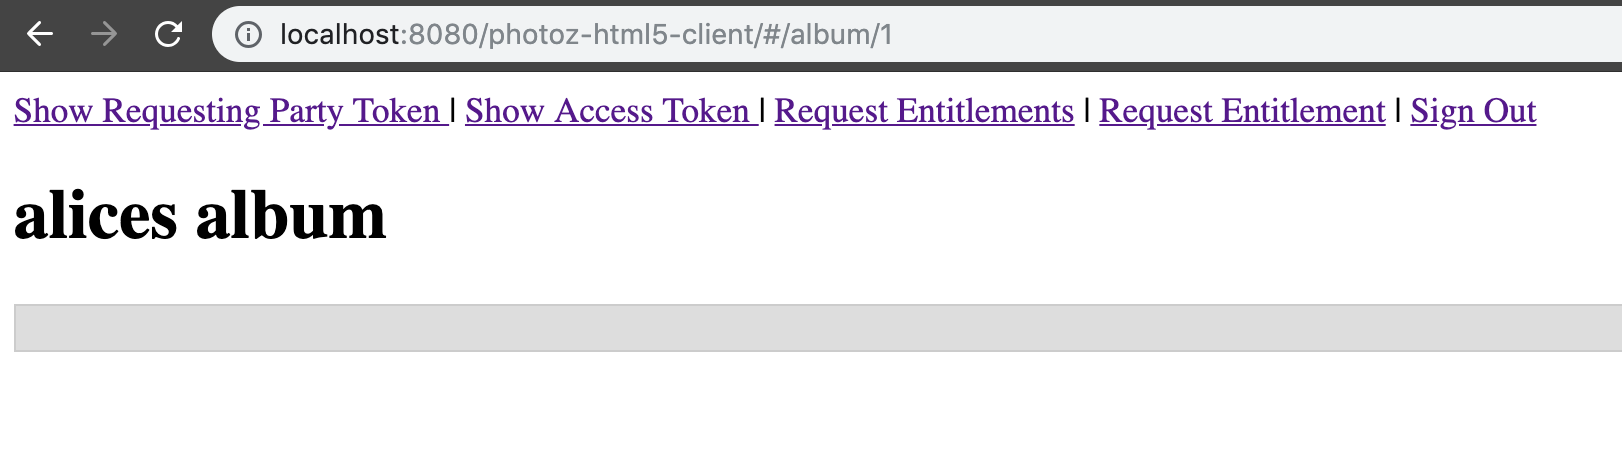 localhost:8080/photoz-html5-client/#/album/1
Show Requesting Party Token | Show Access Token | Request Entitlements | Request Entitlement | Sign Out
alices album